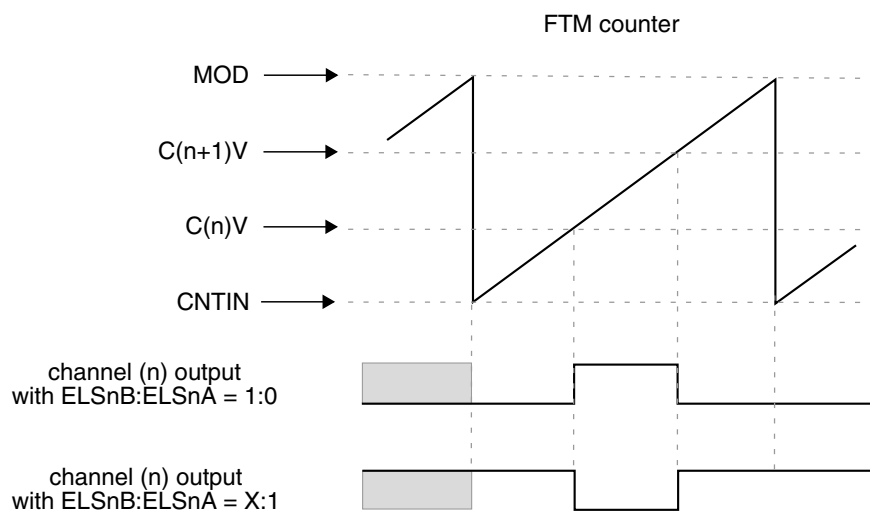 FTM counter
MOD
C(n+1)V
C(n)V
CNTIN
channel (n) output
with ELSnB:ELSnA = 1:0
channel (n) output
with ELSnB:ELSnA = X:1